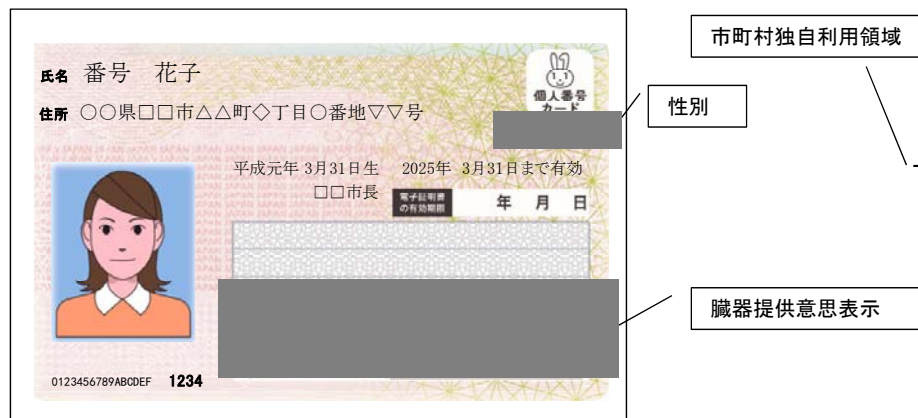 市町村独自利用領域
氏名 番号 花子
個人番号
カード
住所 ○○県□□市△△町◇丁目○番地▽▽号
性別
平成元年 3月31日生 2025年 3月31日まで有効
□□市長
電子証明書
の有効期限
年 月 日
臓器提供意思表示
0123456789ABCDEF 1234